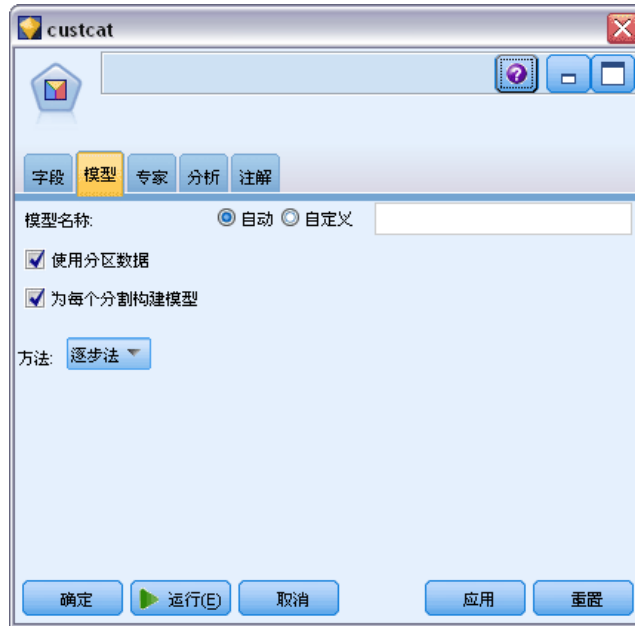 custcat
字段 模型 专家 分析 注解
模型名称: 自动 自定义
使用分区数据
为每个分割构建模型
方法: 逐步法
确定 运行(E) 取消 应用 重置